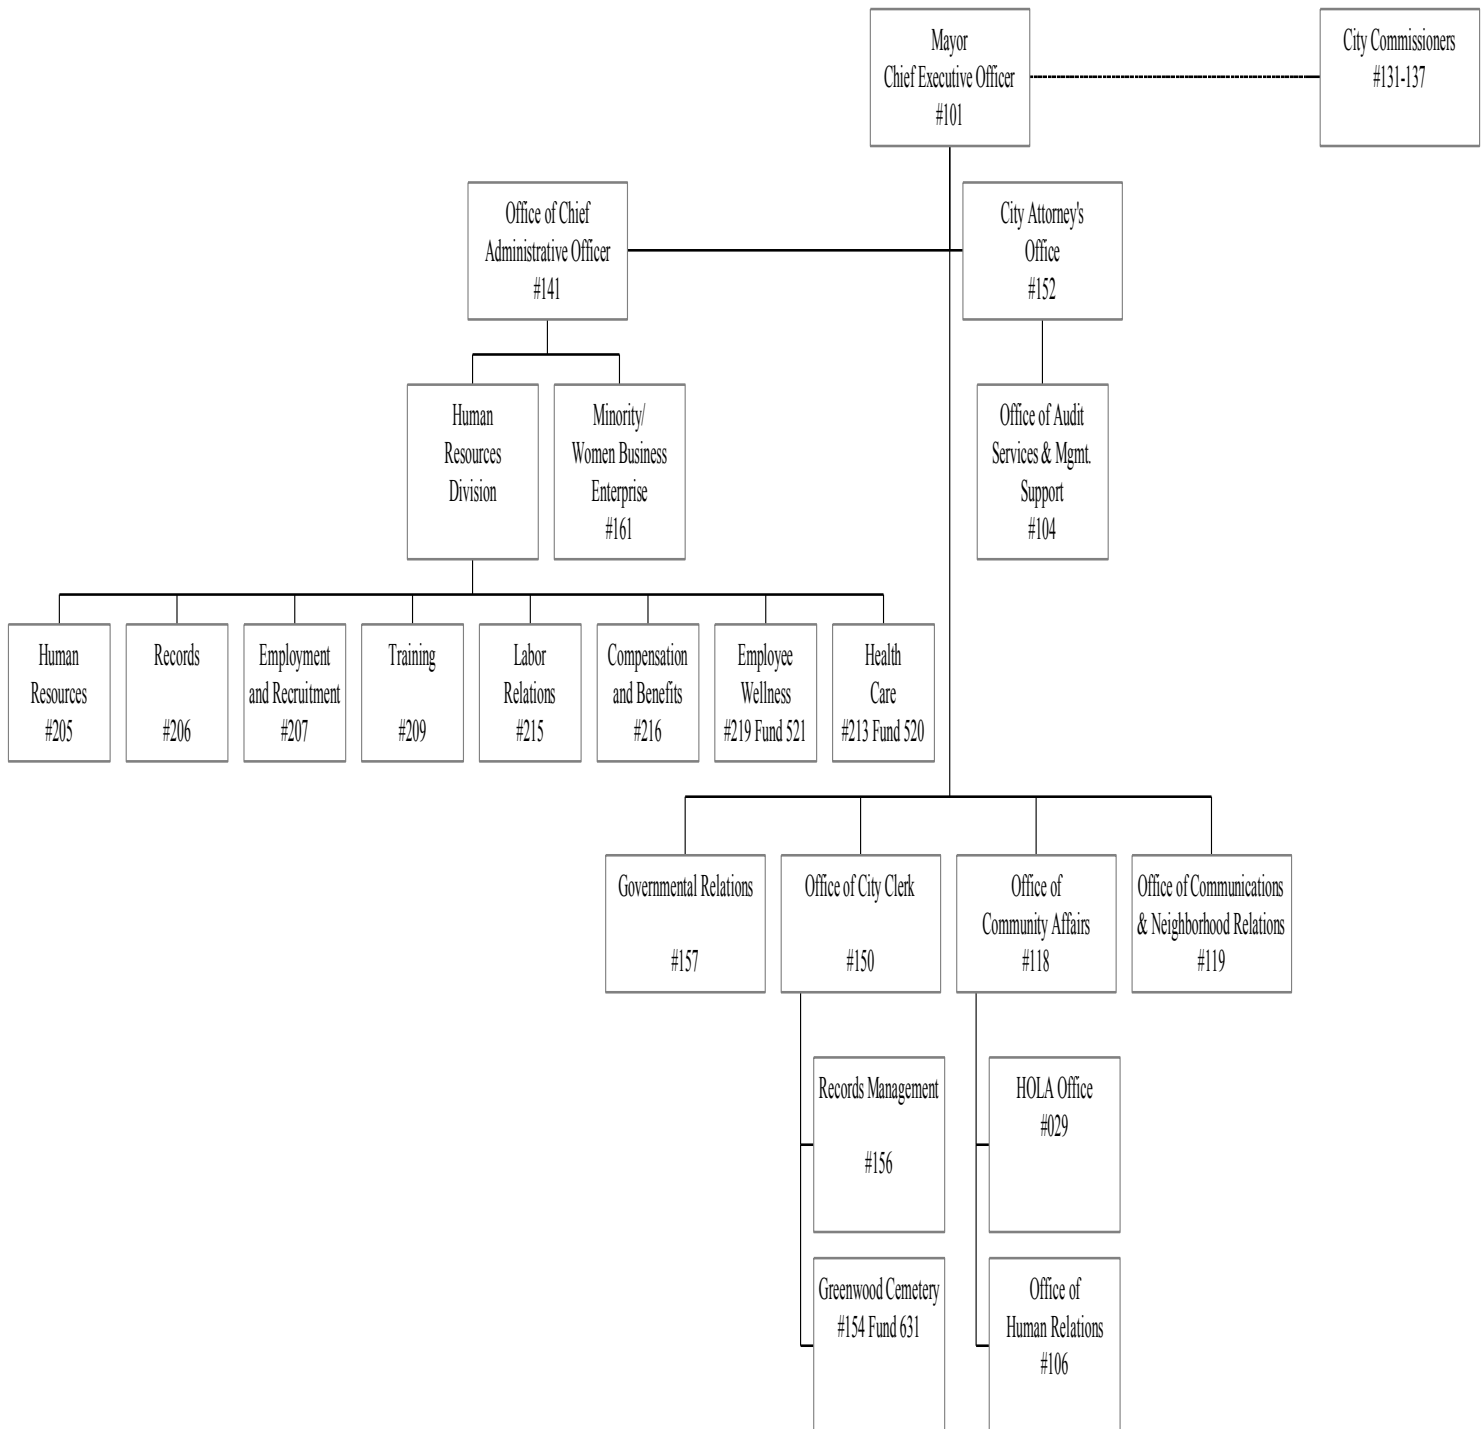 Mayor
Chief Executive Officer
#101
City Commissioners
#131-137
Office of Chief
Administrative Officer
#141
City Attorney's
Office
#152
Human
Resources
Division
Minority/
Women Business
Enterprise
#161
Office of Audit
Services & Mgmt.
Support
#104
Human
Resources
#205
Records
#206
Employment
and Recruitment
#207
Training
#209
Labor
Relations
#215
Compensation
and Benefits
#216
Employee
Wellness
#219 Fund 521
Health
Care
#213 Fund 520
Governmental Relations
#157
Office of City Clerk
#150
Office of
Community Affairs
#118
Office of Communications
& Neighborhood Relations
#119
Records Management
#156
HOLA Office
#029
Greenwood Cemetery
#154 Fund 631
Office of
Human Relations
#106